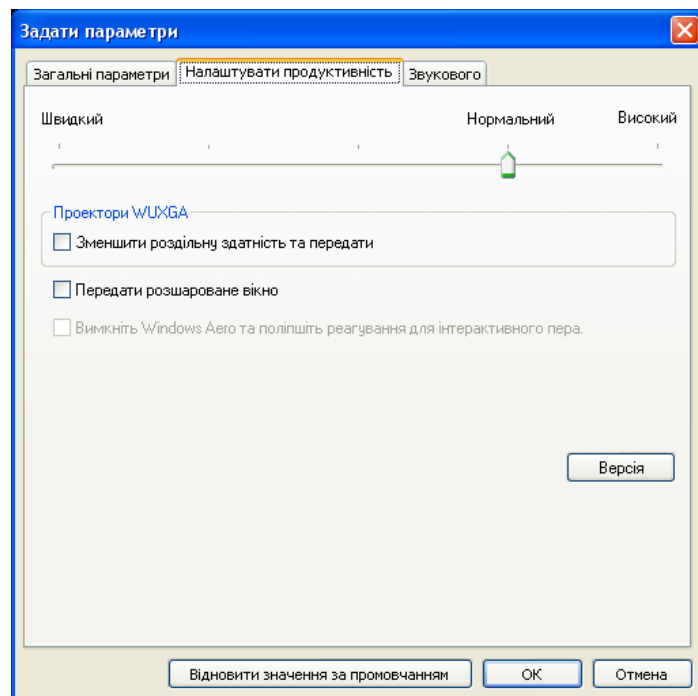 Задати параметри
Загальні параметри Налаштувати продуктивність Звукового
Швидкий Нормальний Високий
Проектори WUXGA
Зменшити роздільну здатність та передати
Передати розшароване вікно
Вимкніть Windows Aero та поліпшіть реагування для інтерактивного пера.
Версія
Відновити значення за промовчанням ОК Отмена